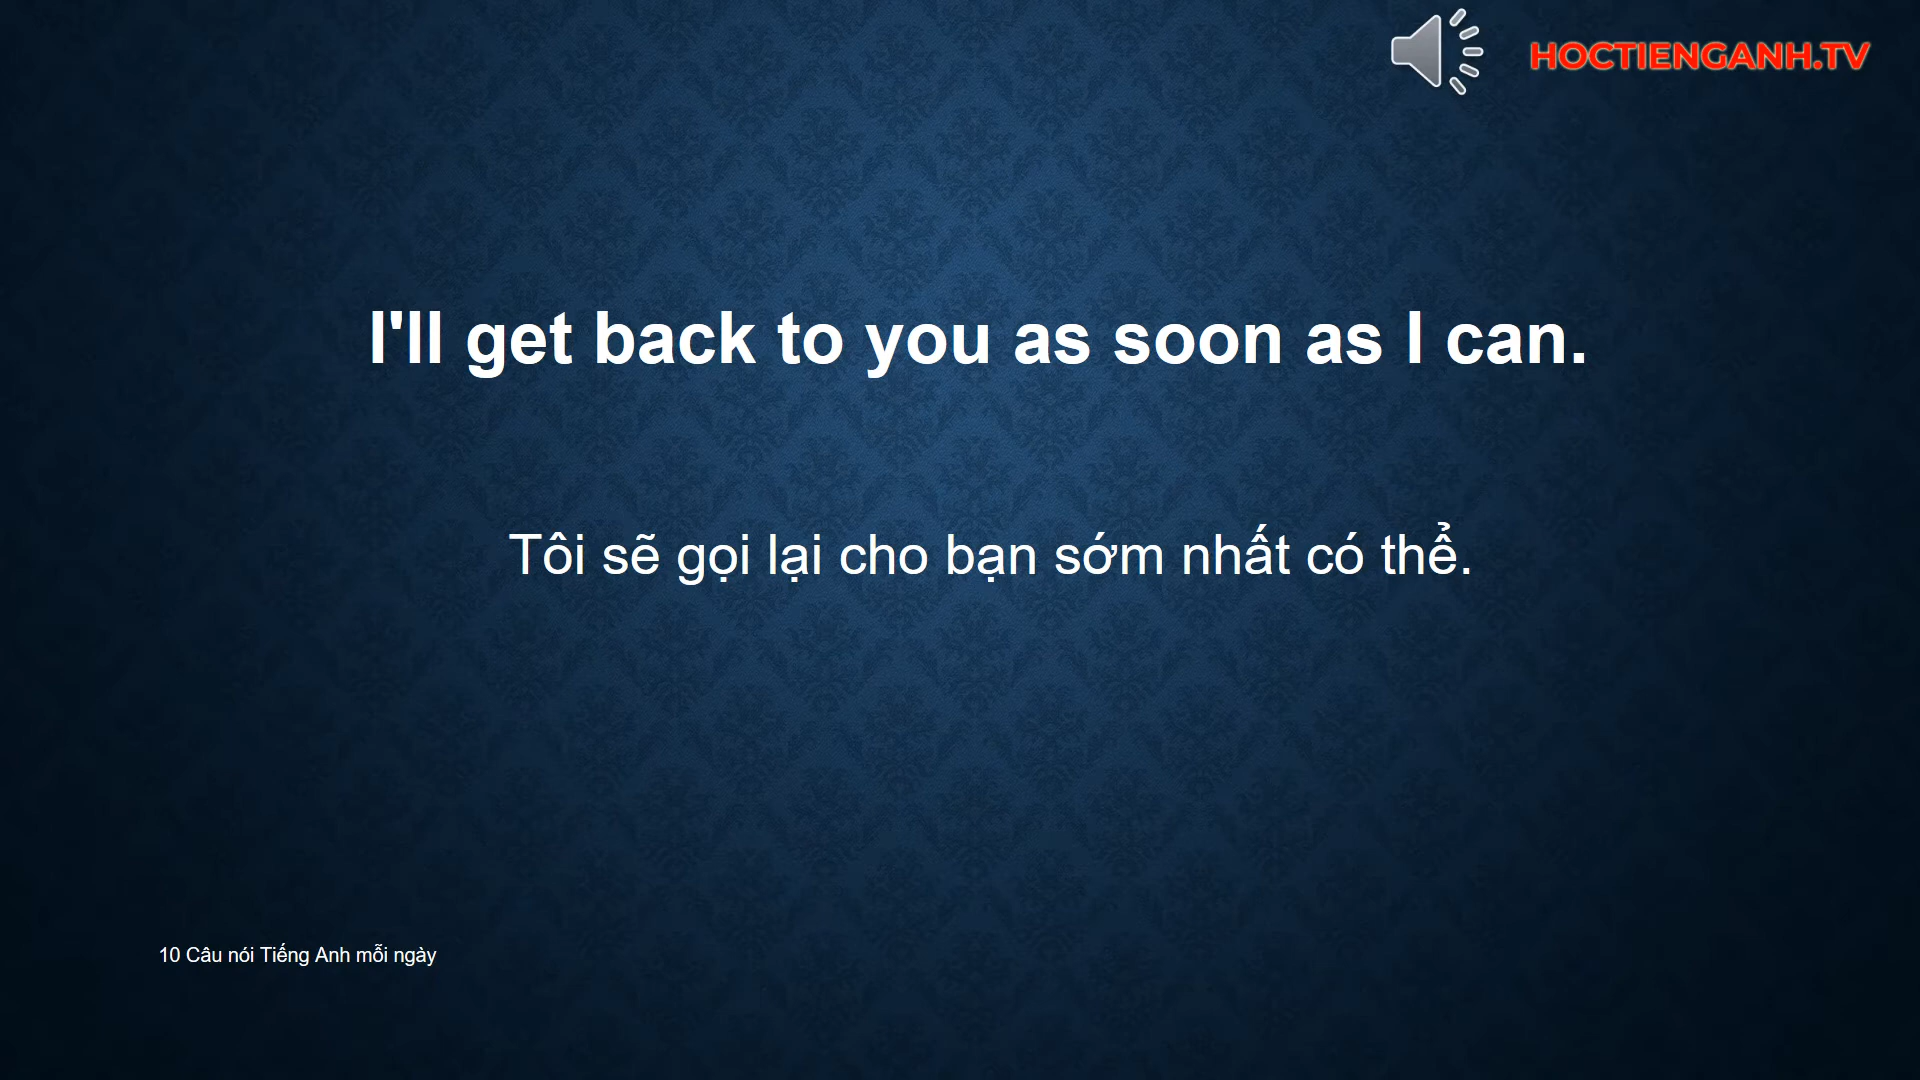 HOCTIENGANH.TV
I'll get back to you as soon as I can.
Tôi sẽ gọi lại cho bạn sớm nhất có thể.
10 Câu nói Tiếng Anh mỗi ngày